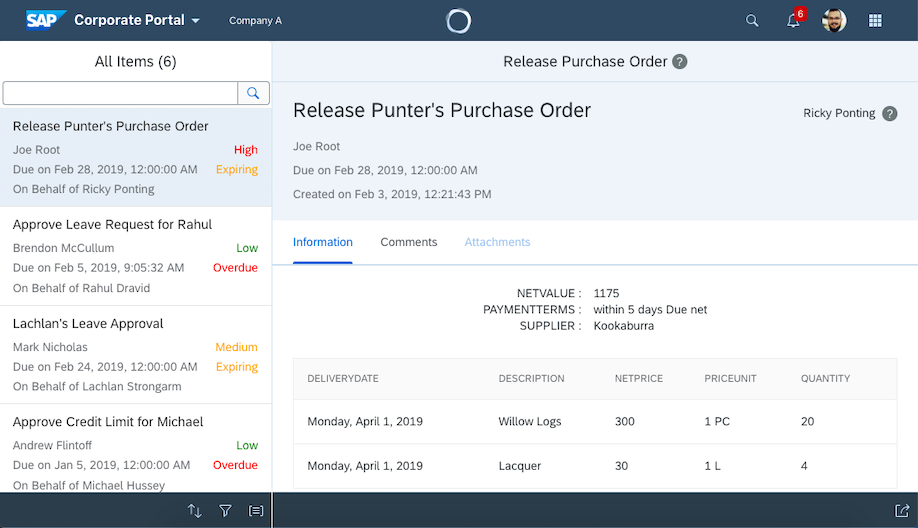 SAP Corporate Portal Company A 6
All Items (6)
Release Punter's Purchase Order
Joe Root High
Due on Feb 28, 2019, 12:00:00 AM Expiring
On Behalf of Ricky Ponting
Approve Leave Request for Rahul
Brendon McCullum Low
Due on Feb 5, 2019, 9:05:32 AM Overdue
On Behalf of Rahul Dravid
Lachlan's Leave Approval
Mark Nicholas Medium
Due on Feb 24, 2019, 12:00:00 AM Expiring
On Behalf of Lachlan Strongarm
Approve Credit Limit for Michael
Andrew Flintoff Low
Due on Jan 5, 2019, 12:00:00 AM Overdue
On Behalf of Michael Hussey
Release Purchase Order ?
Release Punter's Purchase Order
Ricky Ponting ?
Joe Root
Due on Feb 28, 2019, 12:00:00 AM
Created on Feb 3, 2019, 12:21:43 PM
Information Comments Attachments
NETVALUE : 1175
PAYMENTTERMS : within 5 days Due net
SUPPLIER : Kookaburra
DELIVERYDATE DESCRIPTION NETPRICE PRICEUNIT QUANTITY
Monday, April 1, 2019 Willow Logs 300 1 PC 20
Monday, April 1, 2019 Lacquer 30 1 L 4